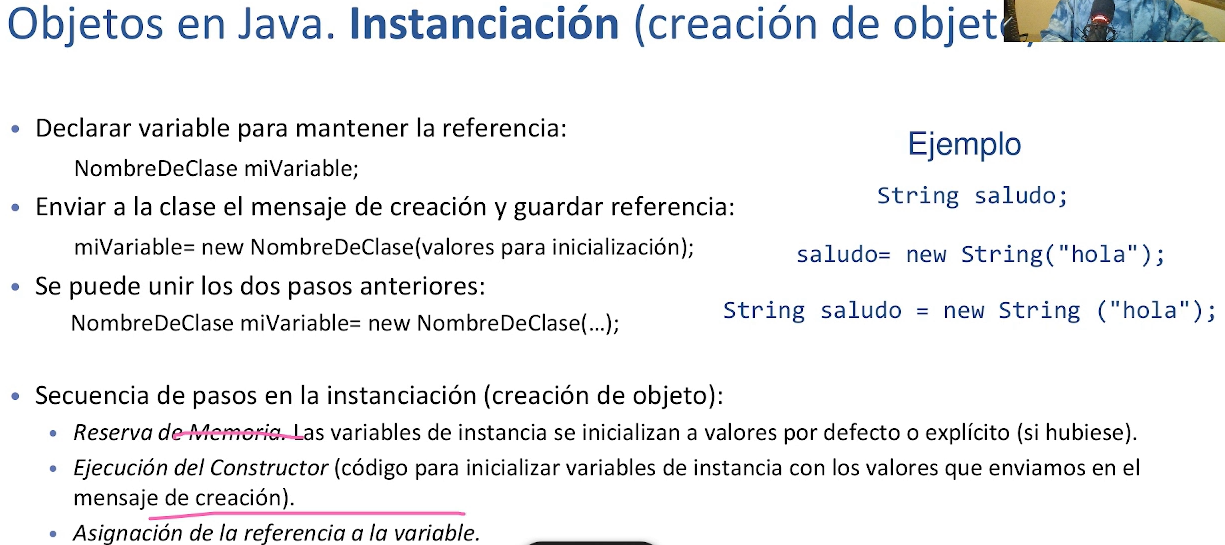 Objetos en Java. Instanciación (creación de objeto)
Declarar variable para mantener la referencia:
NombreDeClase miVariable;
Enviar a la clase el mensaje de creación y guardar referencia:
miVariable= new NombreDeClase(valores para inicialización);
Se puede unir los dos pasos anteriores:
NombreDeClase miVariable= new NombreDeClase(...);
Ejemplo
String saludo;
saludo= new String("hola");
String saludo = new String ("hola");
Secuencia de pasos en la instanciación (creación de objeto):
Reserva de Memoria. Las variables de instancia se inicializan a valores por defecto o explícito (si hubiese).
Ejecución del Constructor (código para inicializar variables de instancia con los valores que enviamos en el
mensaje de creación).
Asignación de la referencia a la variable.